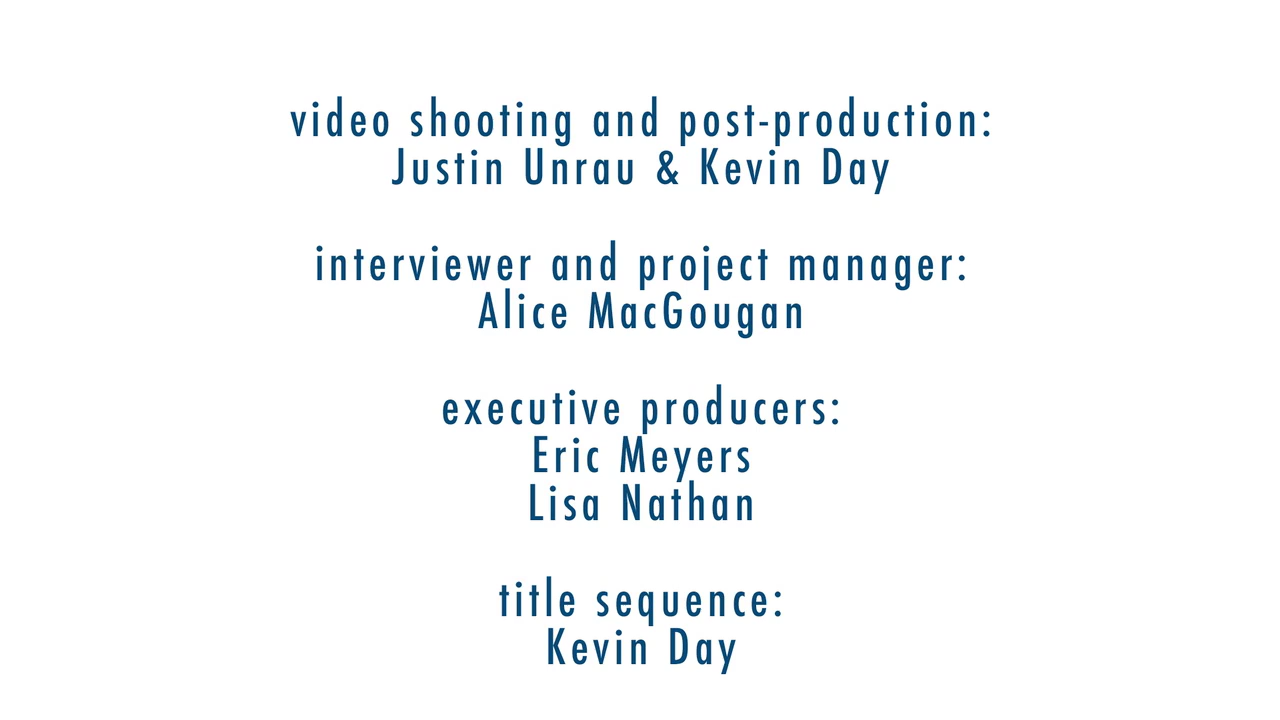 video shooting and post-production:
Justin Unrau & Kevin Day
interviewer and project manager:
Alice MacGougan
executive producers:
Eric Meyers
Lisa Nathan
title sequence:
Kevin Day